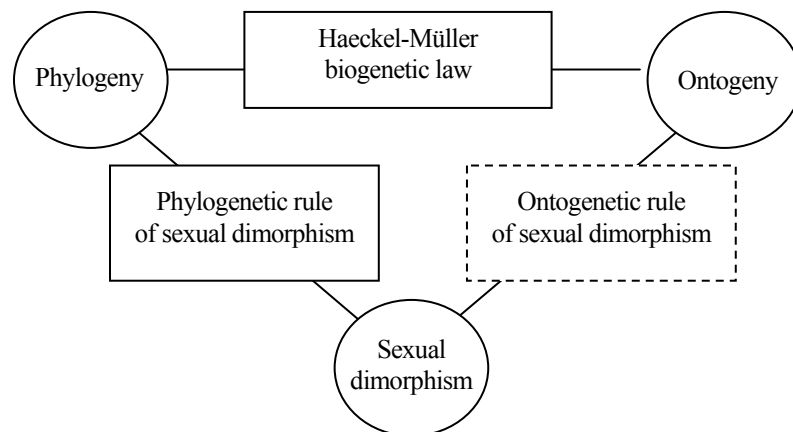 Haeckel-Müller
biogenetic law
Phylogeny
Ontogeny
Phylogenetic rule
of sexual dimorphism
Ontogenetic rule
of sexual dimorphism
Sexual
dimorphism